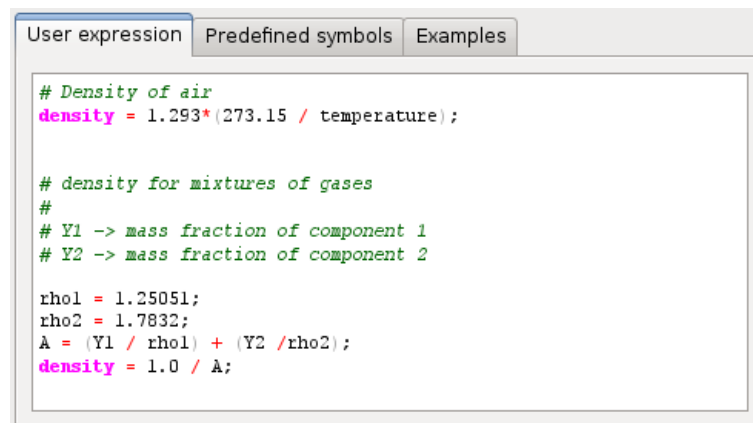 User expression Predefined symbols Examples
# Density of air
density = 1.293*(273.15 / temperature);
# density for mixtures of gases
#
# Y1 -> mass fraction of component 1
# Y2 -> mass fraction of component 2
rho1 = 1.25051;
rho2 = 1.7832;
A = (Y1 / rho1) + (Y2 /rho2);
density = 1.0 / A;